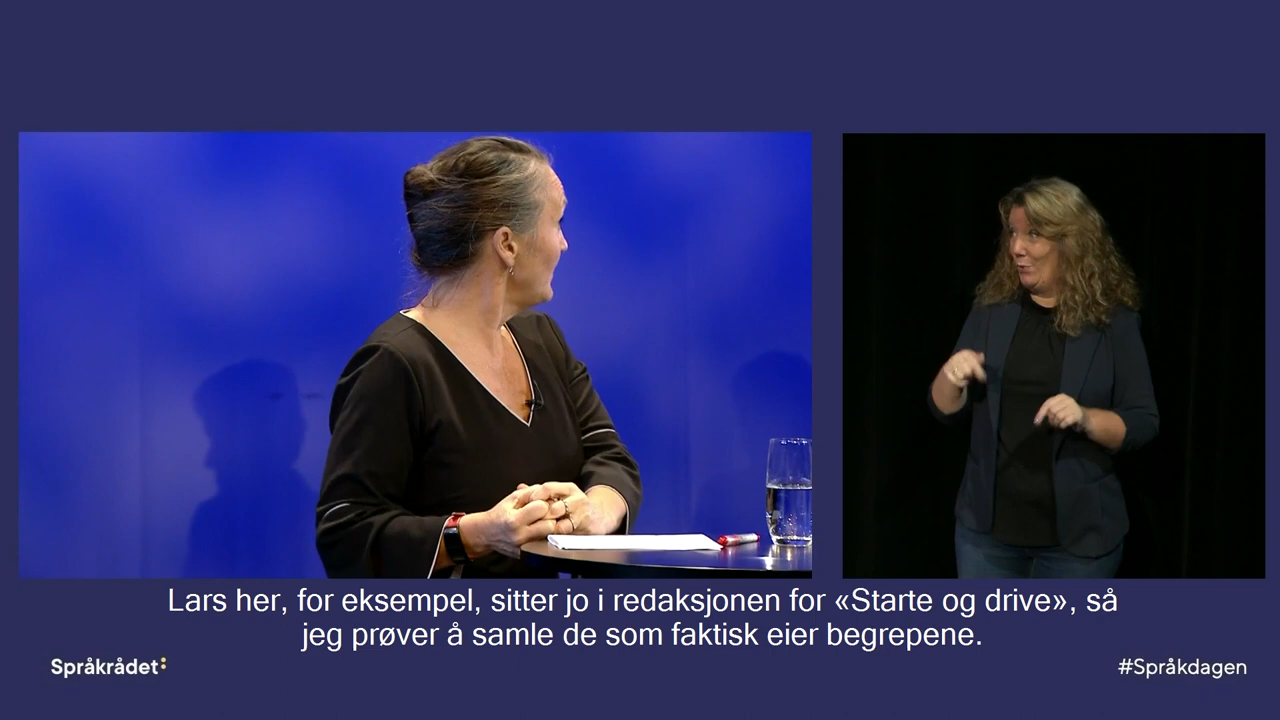 Lars her, for eksempel, sitter jo i redaksjonen for «Starte og drive», så
jeg prøver å samle de som faktisk eier begrepene.
Språkrådet:
#Språkdagen